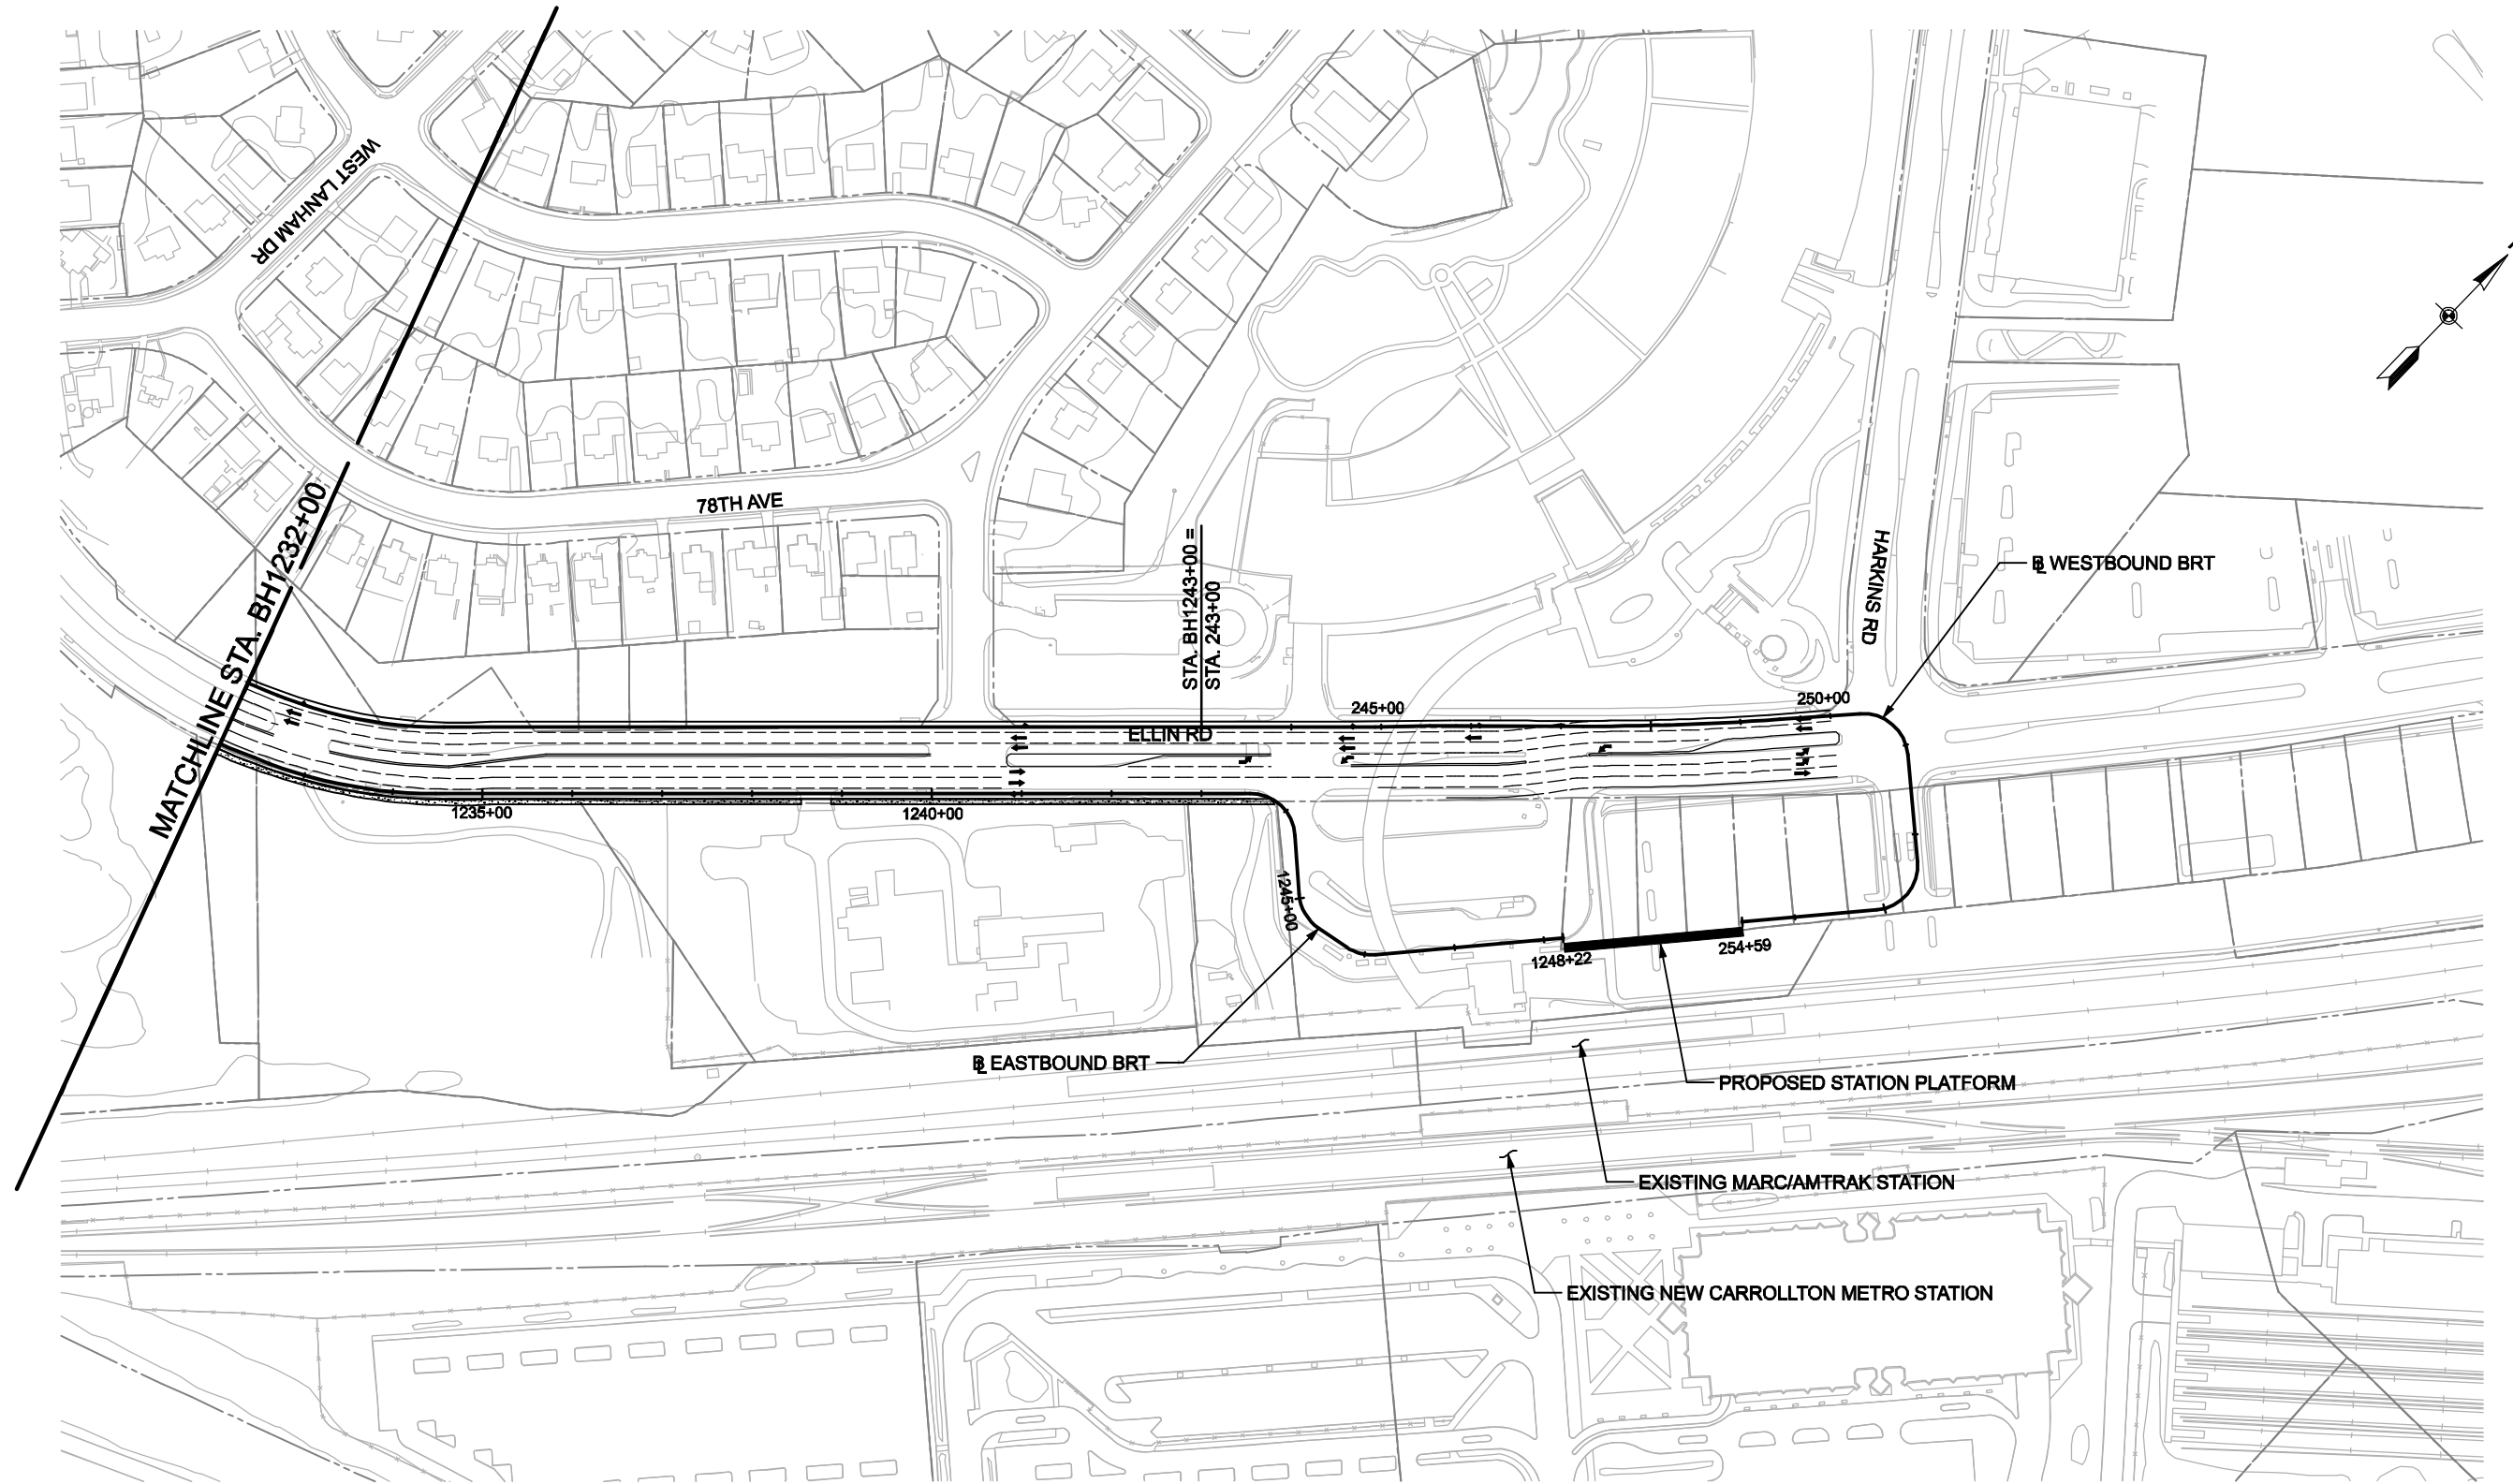 WEST LANHAM DR
78TH AVE
MATCHLINE STA. BH1232+00
STA. BH1243+00 =
STA. 243+00
HARKINS RD
BL WESTBOUND BRT
245+00
250+00
ELLIN RD
1235+00
1240+00
1245+00
1248+22
254+59
BL EASTBOUND BRT
PROPOSED STATION PLATFORM
EXISTING MARC/AMTRAK STATION
EXISTING NEW CARROLLTON METRO STATION